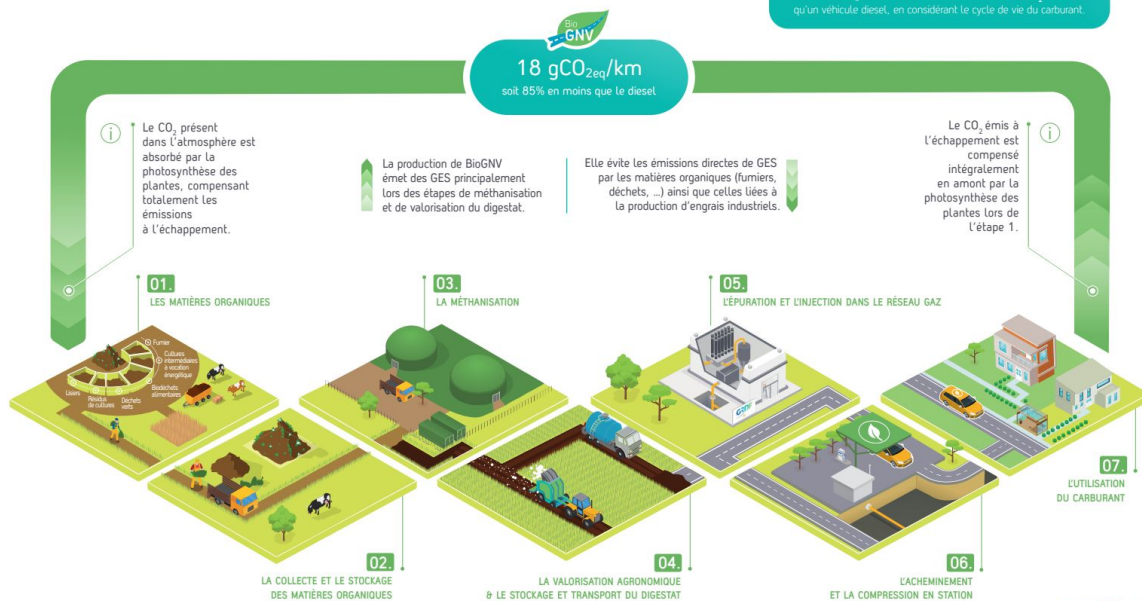 qu'un véhicule diesel, en considérant le cycle de vie du carburant.
Bio
GNV
18 gCO₂eq/km
soit 85% en moins que le diesel
Le CO₂ présent
dans l'atmosphère est
absorbé par la
photosynthèse des
plantes, compensant
totalement les
émissions
à l'échappement.
La production de BioGNV
émet des GES principalement
lors des étapes de méthanisation
et de valorisation du digestat.
Elle évite les émissions directes de GES
par les matières organiques (fumiers,
déchets, ...) ainsi que celles liées à
la production d'engrais industriels.
Le CO₂ émis à
l'échappement est
compensé
intégralement
en amont par la
photosynthèse des
plantes lors de
l'étape 1.
01.
LES MATIÈRES ORGANIQUES
Fumier
Cultures
intermédiaires
à vocation
énergétique
Biodéchets
alimentaires
Déchets
verts
Résidus
de cultures
Lisiers
02.
LA COLLECTE ET LE STOCKAGE
DES MATIÈRES ORGANIQUES
03.
LA MÉTHANISATION
04.
LA VALORISATION AGRONOMIQUE
& LE STOCKAGE ET TRANSPORT DU DIGESTAT
05.
L'ÉPURATION ET L'INJECTION DANS LE RÉSEAU GAZ
06.
L'ACHEMINEMENT
ET LA COMPRESSION EN STATION
07.
L'UTILISATION
DU CARBURANT